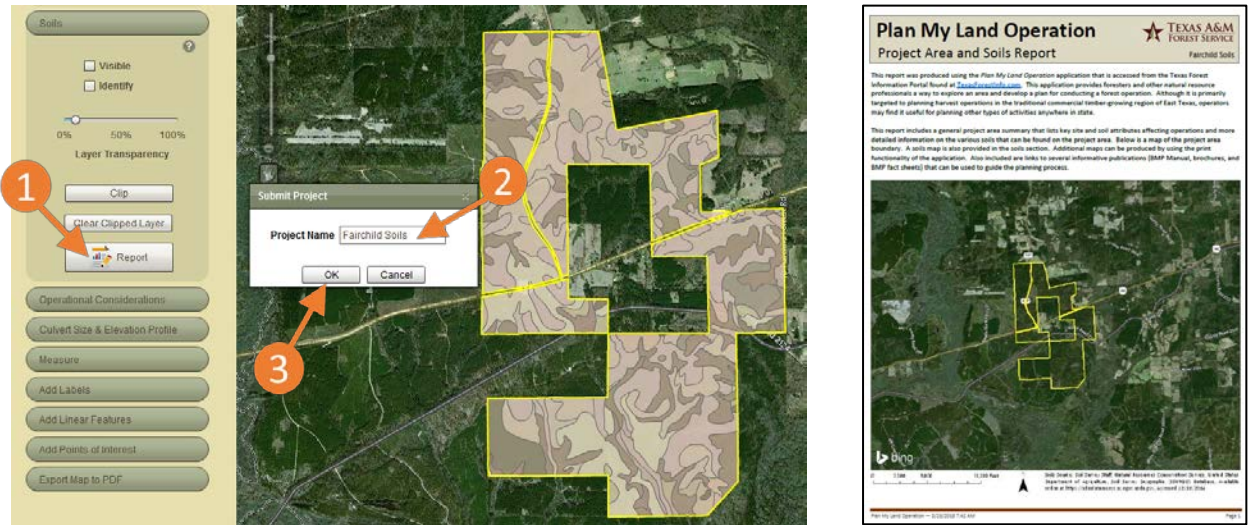 Soils
Visible
Identify
0% 50% 100%
Layer Transparency
1
Clip
Clear Clipped Layer
Report
Operational Considerations
Culvert Size & Elevation Profile
Measure
Add Labels
Add Linear Features
Add Points of Interest
Export Map to PDF
Submit Project
2
Project Name Fairchild Soils
OK Cancel
3
Plan My Land Operation
TEXAS A&M
FOREST SERVICE
Project Area and Soils Report
Fairchild Soils
This report was produced using the Plan My Land Operation application that is accessed from the Texas Forest
Information Portal found at TexasForestInfo.com. This application provides foresters and other natural resource
professionals a way to explore an area and develop a plan for conducting a forest operation. Although it is primarily
targeted to planning harvest operations in the traditional commercial timber-growing region of East Texas, operators
may find it useful for planning other types of activities anywhere in state.
This report includes a general project area summary that lists key site and soil attributes affecting operations and more
detailed information on the various soils that can be found on the project area. Below is a map of the project area
boundary. A soils map is also provided in the soils section. Additional maps can be produced by using the print
functionality of the application. Also included are links to several informative publications (BMP Manual, brochures, and
BMP fact sheets) that can be used to guide the planning process.
bing
Page 1